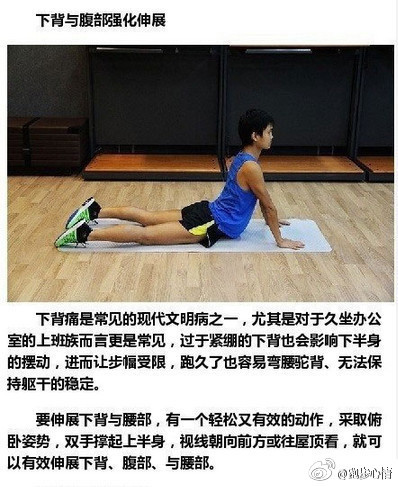 下背与腹部强化伸展
下背痛是常见的现代文明病之一，尤其是对于久坐办公
室的上班族而言更是常见，过于紧绷的下背也会影响下半身
的摆动，进而让步幅受限，跑久了也容易弯腰驼背、无法保
持躯干的稳定。
要伸展下背与腰部，有一个轻松又有效的动作，采取俯
卧姿势，双手撑起上半身，视线朝向前方或往屋顶看，就可
以有效伸展下背、腹部、与腰部。
@跑步心情